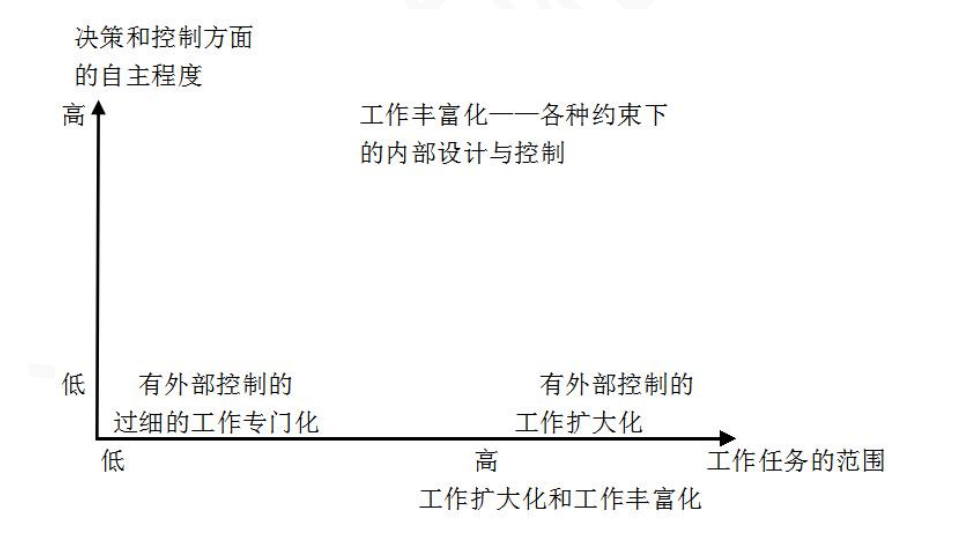 决策和控制方面
的自主程度
高
工作丰富化——各种约束下
的内部设计与控制
低
有外部控制的
过细的工作专门化
有外部控制的
工作扩大化
低
高
工作任务的范围
工作扩大化和工作丰富化